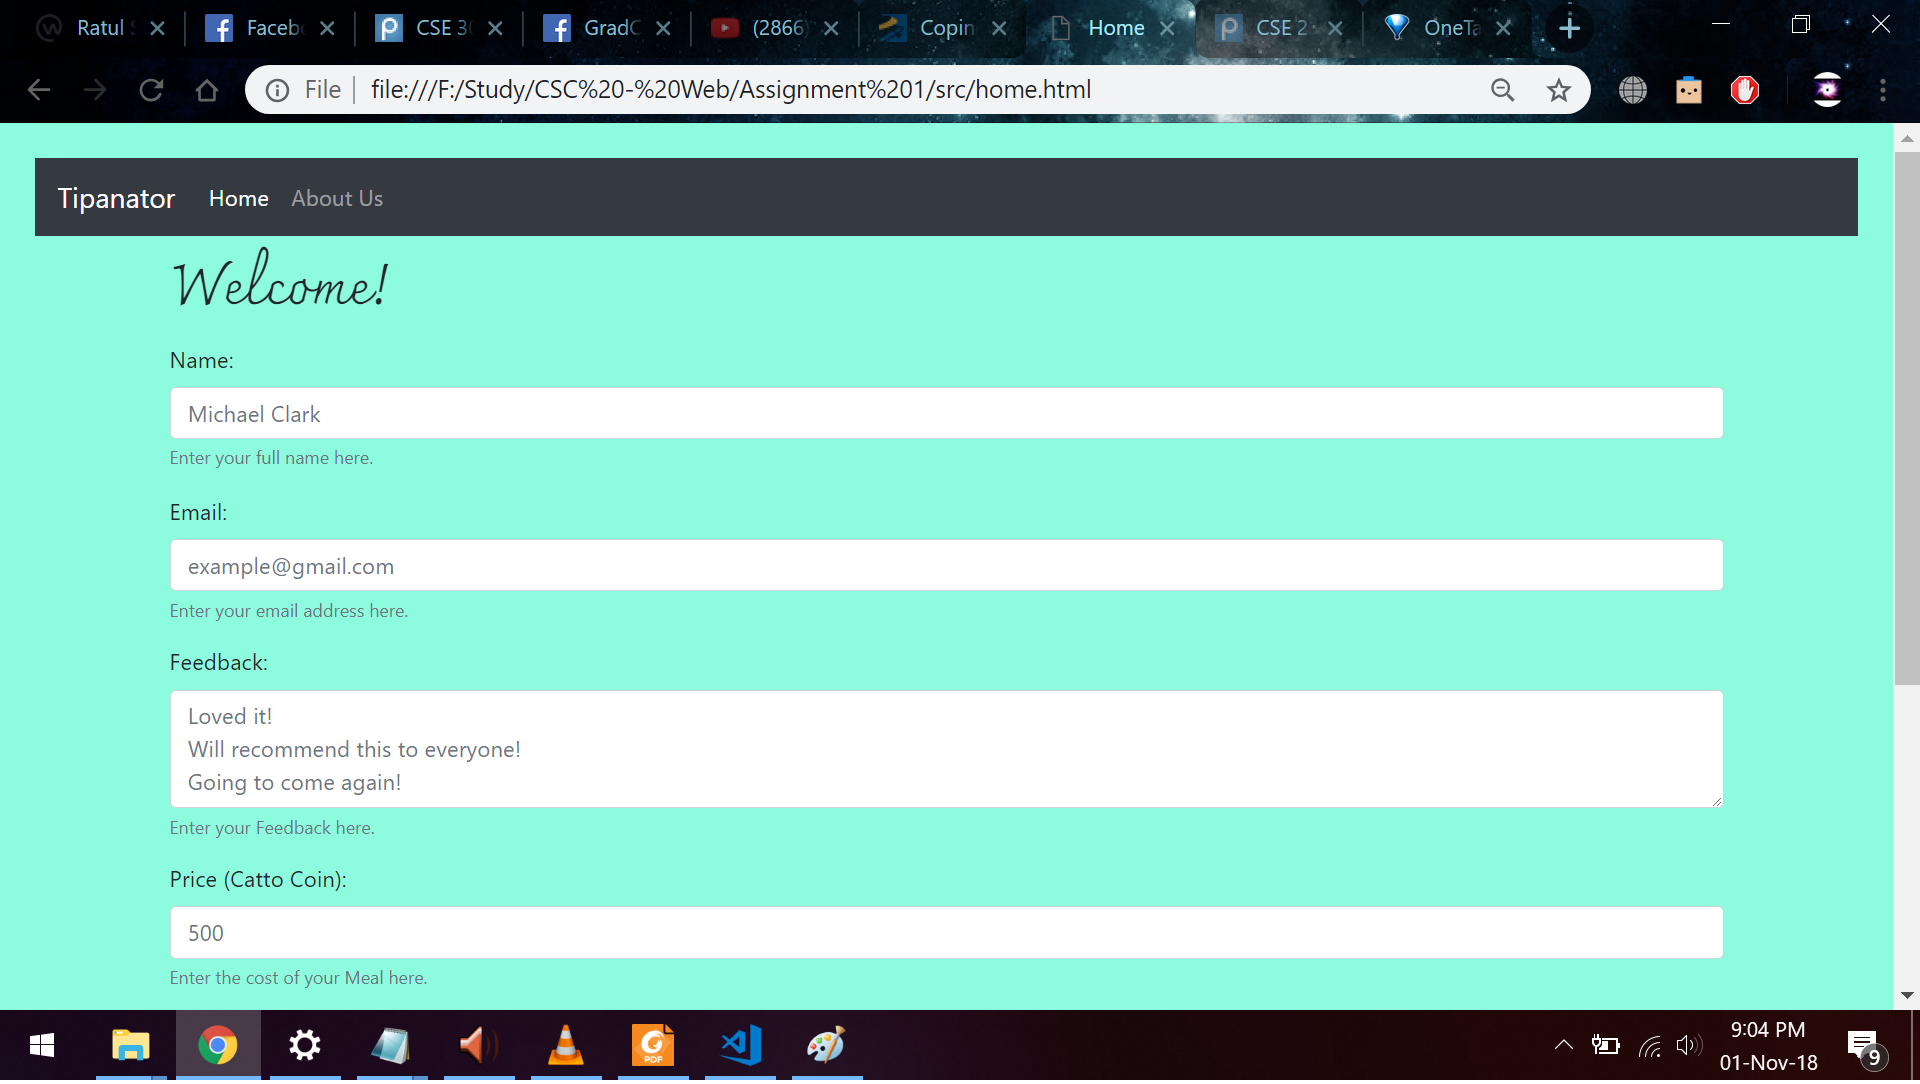 Ratul
Faceb
CSE 30
Grad
(2866)
Copin
Home
CSE 2
OneTa
File
file:///F:/Study/CSC%20-%20Web/Assignment%201/src/home.html
Tipanator Home About Us
Welcome!
Name:
Michael Clark
Enter your full name here.
Email:
example@gmail.com
Enter your email address here.
Feedback:
Loved it!
Will recommend this to everyone!
Going to come again!
Enter your Feedback here.
Price (Catto Coin):
500
Enter the cost of your Meal here.
PDF
9:04 PM
01-Nov-18
9